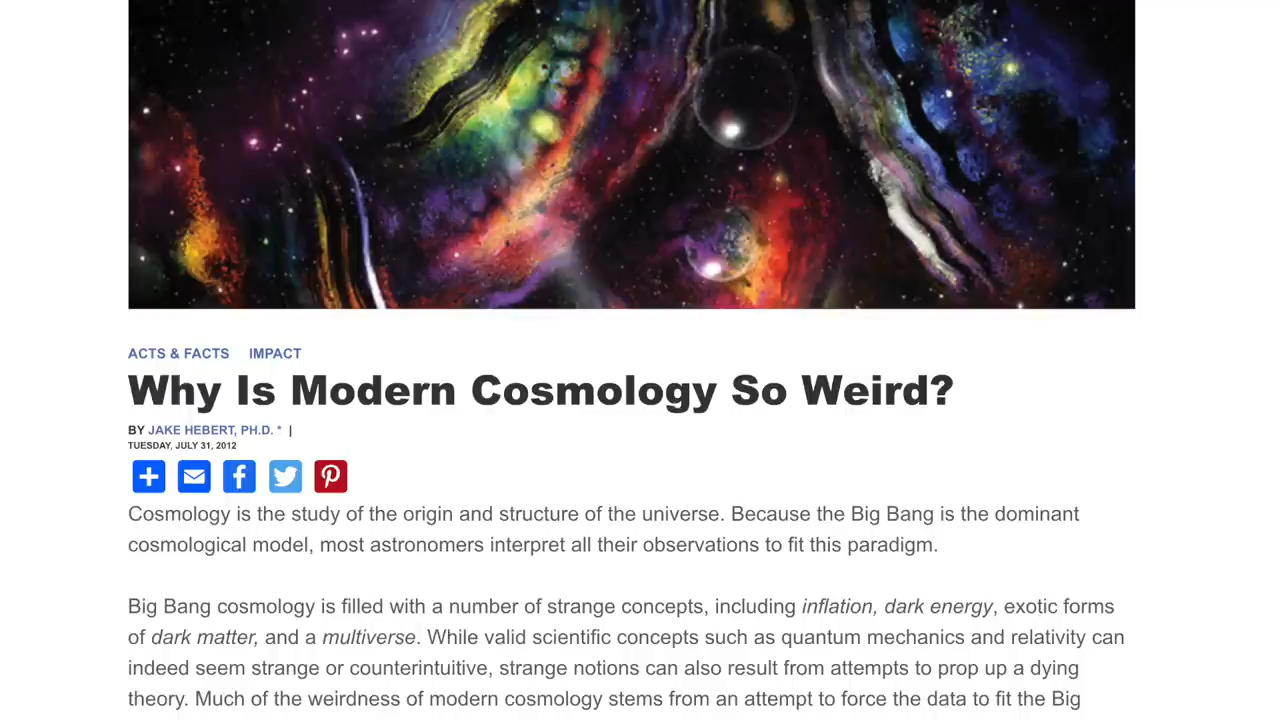 ACTS & FACTS IMPACT
Why Is Modern Cosmology So Weird?
BY JAKE HEBERT, PH.D. * |
TUESDAY, JULY 31, 2012
Cosmology is the study of the origin and structure of the universe. Because the Big Bang is the dominant
cosmological model, most astronomers interpret all their observations to fit this paradigm.
Big Bang cosmology is filled with a number of strange concepts, including inflation, dark energy, exotic forms
of dark matter, and a multiverse. While valid scientific concepts such as quantum mechanics and relativity can
indeed seem strange or counterintuitive, strange notions can also result from attempts to prop up a dying
theory. Much of the weirdness of modern cosmology stems from an attempt to force the data to fit the Big